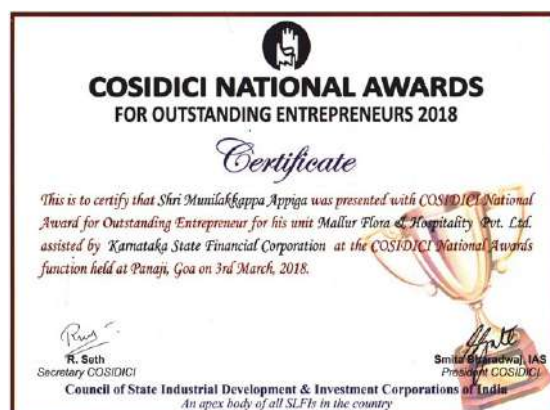 COSIDICI NATIONAL AWARDS
FOR OUTSTANDING ENTREPRENEURS 2018
Certificate
This is to certify that Shri Munilakkappa Appiga was presented with COSIDICI National
Award for Outstanding Entrepreneur for his unit Mallur Flora & Hospitality Pvt. Ltd.
assisted by Karnataka State Financial Corporation at the COSIDICI National Awards
function held at Panaji, Goa on 3rd March, 2018.
R. Seth
Secretary COSIDICI
Smita Bharadwaj, IAS
President COSIDICI
Council of State Industrial Development & Investment Corporations of India
An apex body of all SLFIs in the country